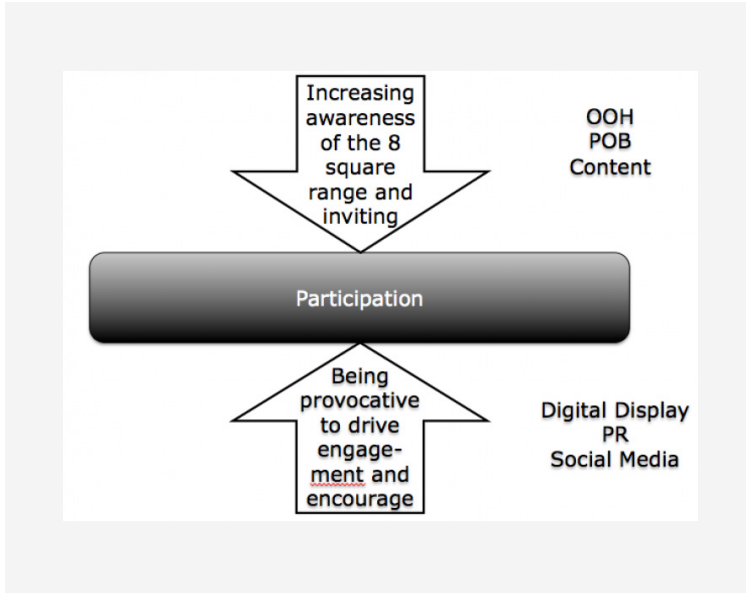 Increasing
awareness
of the 8
square
range and
inviting
OOH
POB
Content
Participation
Being
provocative
to drive
engage-
ment and
encourage
Digital Display
PR
Social Media